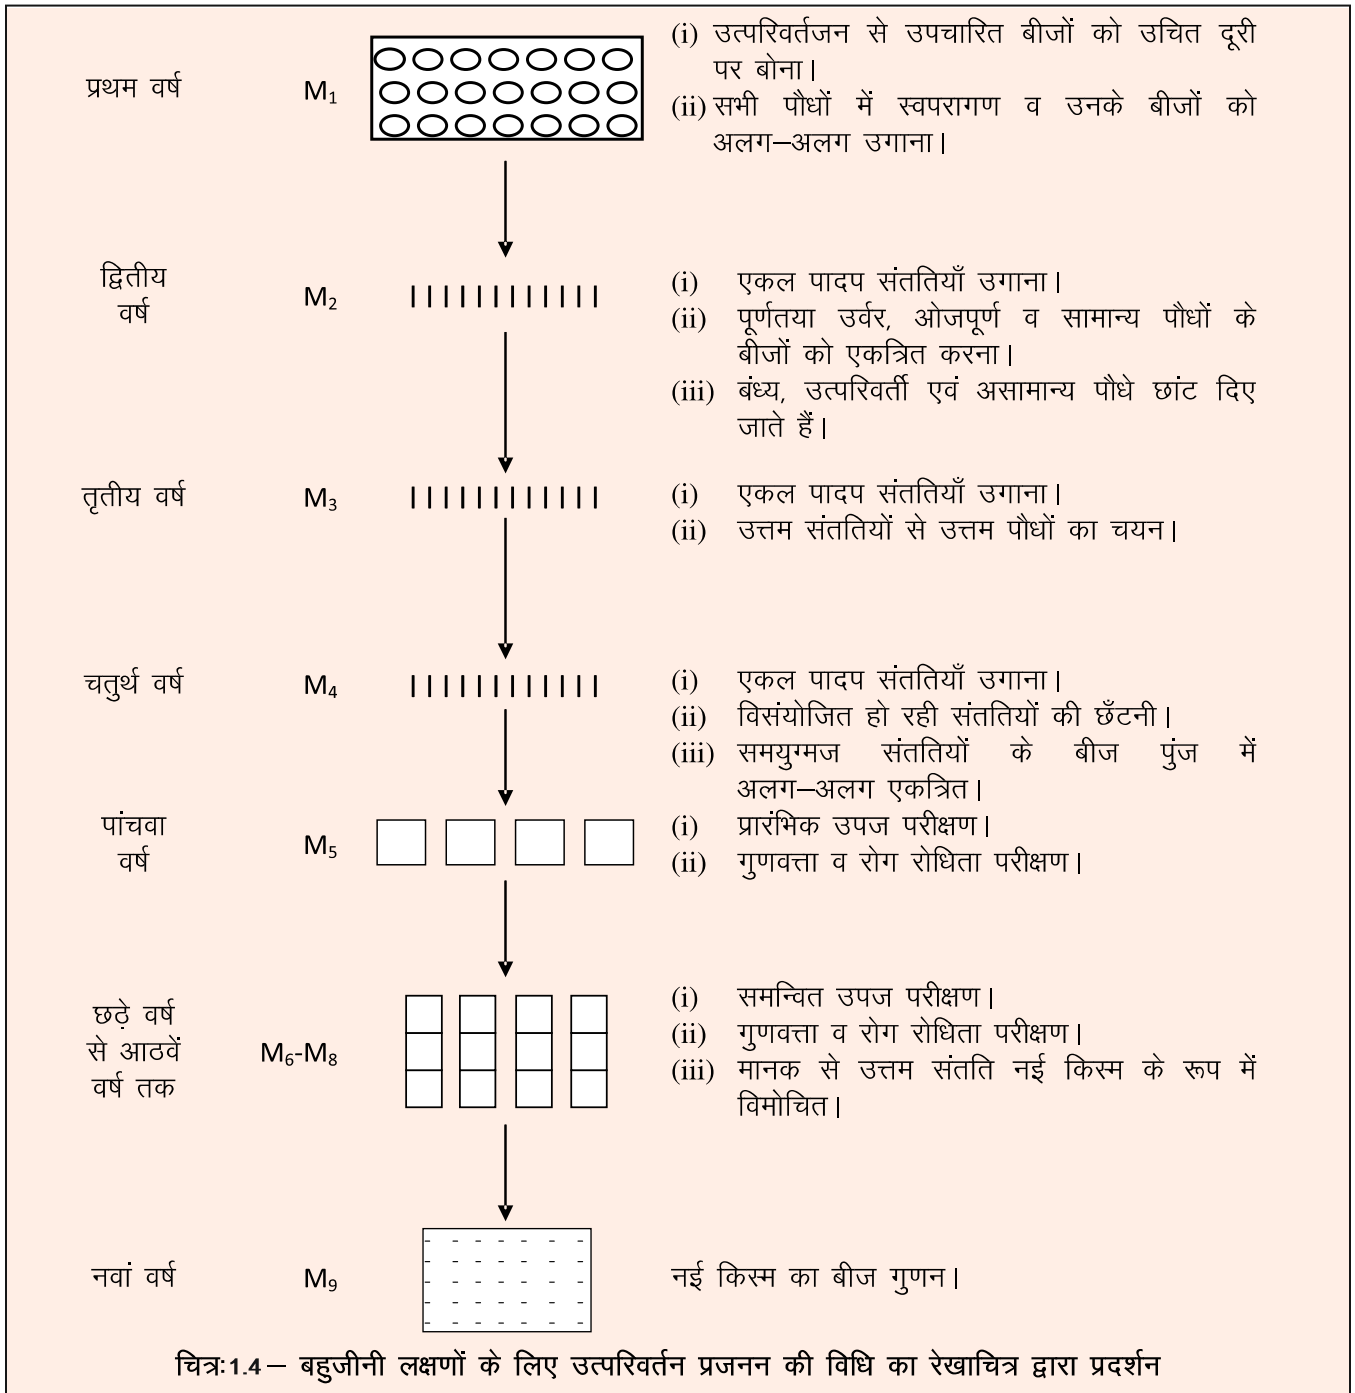 प्रथम वर्ष M1
(i) उत्परिवर्तजन से उपचारित बीजों को उचित दूरी
पर बोना।
(ii) सभी पौधों में स्वपरागण व उनके बीजों को
अलग–अलग उगाना।
द्वितीय
वर्ष
M2
(i) एकल पादप संततियाँ उगाना।
(ii) पूर्णतया उर्वर, ओजपूर्ण व सामान्य पौधों के
बीजों को एकत्रित करना।
(iii) बंध्य, उत्परिवर्ती एवं असामान्य पौधे छांट दिए
जाते हैं।
तृतीय वर्ष M3
(i) एकल पादप संततियाँ उगाना।
(ii) उत्तम संततियों से उत्तम पौधों का चयन।
चतुर्थ वर्ष M4
(i) एकल पादप संततियाँ उगाना।
(ii) विसंयोजित हो रही संततियों की छँटनी।
(iii) समयुग्मज संततियों के बीज पुंज में
अलग–अलग एकत्रित।
पांचवा
वर्ष
M5
(i) प्रारंभिक उपज परीक्षण।
(ii) गुणवत्ता व रोग रोधिता परीक्षण।
छठे़ वर्ष
से आठवें
वर्ष तक
M6-M8
(i) समन्वित उपज परीक्षण।
(ii) गुणवत्ता व रोग रोधिता परीक्षण।
(iii) मानक से उत्तम संतति नई किस्म के रूप में
विमोचित।
नवां वर्ष M9 नई किस्म का बीज गुणन।
चित्र:1.4 – बहुजीनी लक्षणों के लिए उत्परिवर्तन प्रजनन की विधि का रेखाचित्र द्वारा प्रदर्शन